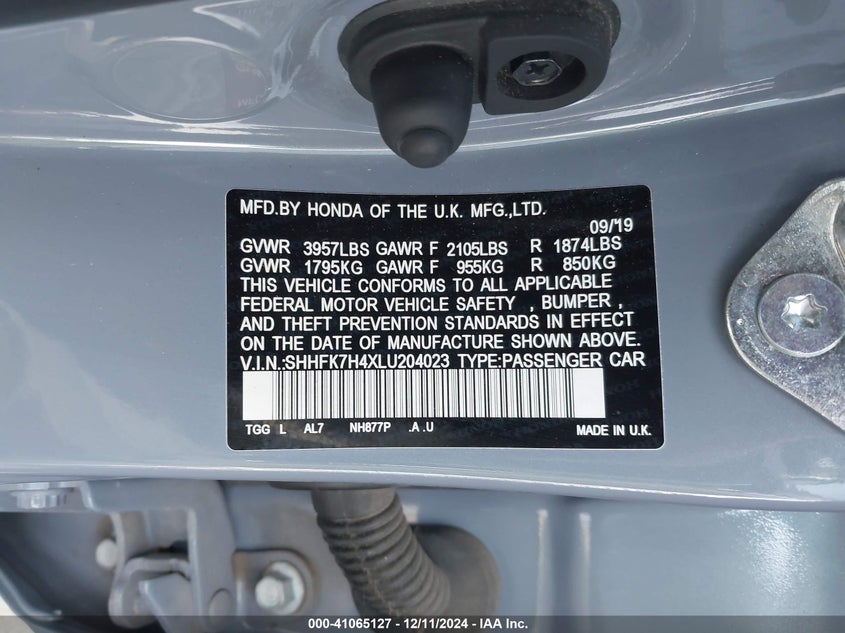 MFD.BY HONDA OF THE U.K. MFG.,LTD.
09/19
GVWR 3957LBS GAWR F 2105LBS R 1874LBS
GVWR 1795KG GAWR F 955KG R 850KG
THIS VEHICLE CONFORMS TO ALL APPLICABLE
FEDERAL MOTOR VEHICLE SAFETY , BUMPER ,
AND THEFT PREVENTION STANDARDS IN EFFECT
ON THE DATE OF MANUFACTURE SHOWN ABOVE.
V.I.N.:SHHFK7H4XLU204023 TYPE:PASSENGER CAR
TGG L AL7 NH877P .A .U MADE IN U.K.
000-41065127 - 12/11/2024 - IAA Inc.